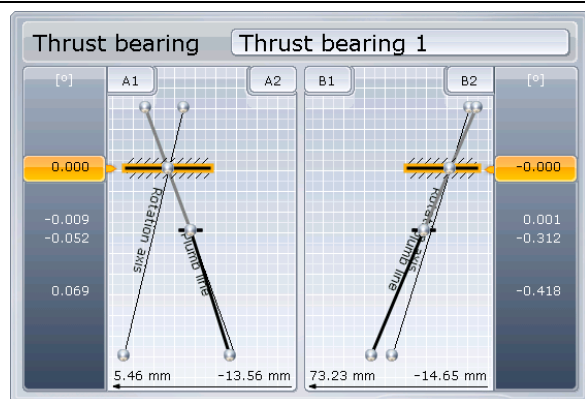 Thrust bearing Thrust bearing 1
[°] A1 A2 B1 B2 [°]
0.000 -0.000
Rotation axis Rotation axis
-0.009 0.001
-0.052 -0.312
Plumb line Plumb line
0.069 -0.418
5.46 mm -13.56 mm 73.23 mm -14.65 mm